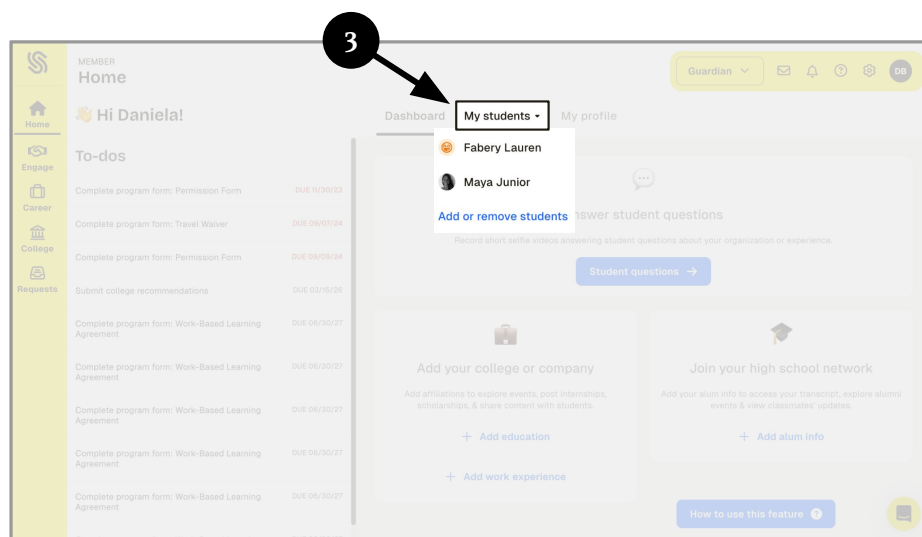 3
MEMBER
Home
Guardian
DB
Home
Engage
Career
College
Requests
👋 Hi Daniela!
Dashboard My students My profile
Fabery Lauren
Maya Junior
Add or remove students
To-dos
Complete program form: Permission Form DUE 11/30/23
Complete program form: Travel Waiver DUE 09/01/24
Complete program form: Permission Form DUE 09/09/24
Submit college recommendations DUE 03/15/26
Complete program form: Work-Based Learning Agreement DUE 06/30/27
Complete program form: Work-Based Learning Agreement DUE 06/30/27
Complete program form: Work-Based Learning Agreement DUE 06/30/27
Complete program form: Work-Based Learning Agreement DUE 06/30/27
Complete program form: Work-Based Learning Agreement DUE 06/30/27
nswer student questions
Record short selfie videos answering student questions about your organization or experience.
Student questions →
Add your college or company
Add affiliations to explore events, post internships,
scholarships, & share content with students.
+ Add education
+ Add work experience
Join your high school network
Add your alum info to access your transcript, explore alumni
events & view classmates' updates.
+ Add alum info
How to use this feature